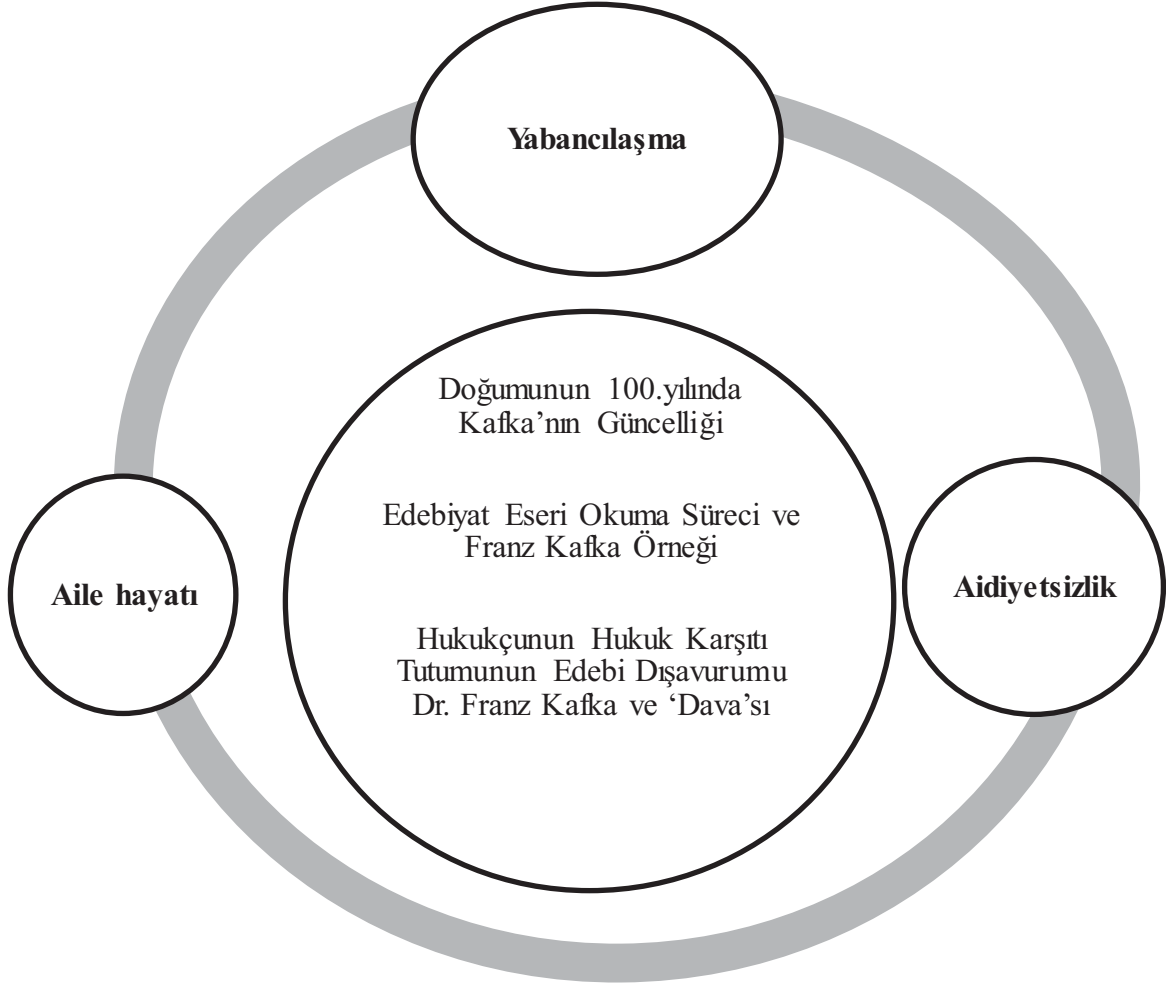 Yabancılaşma
Doğumunun 100.yılında
Kafka’nın Güncelliği
Edebiyat Eseri Okuma Süreci ve
Franz Kafka Örneği
Aile hayatı
Aidiyetsizlik
Hukukçunun Hukuk Karşıtı
Tutumunun Edebi Dışavurumu
Dr. Franz Kafka ve ‘Dava’sı